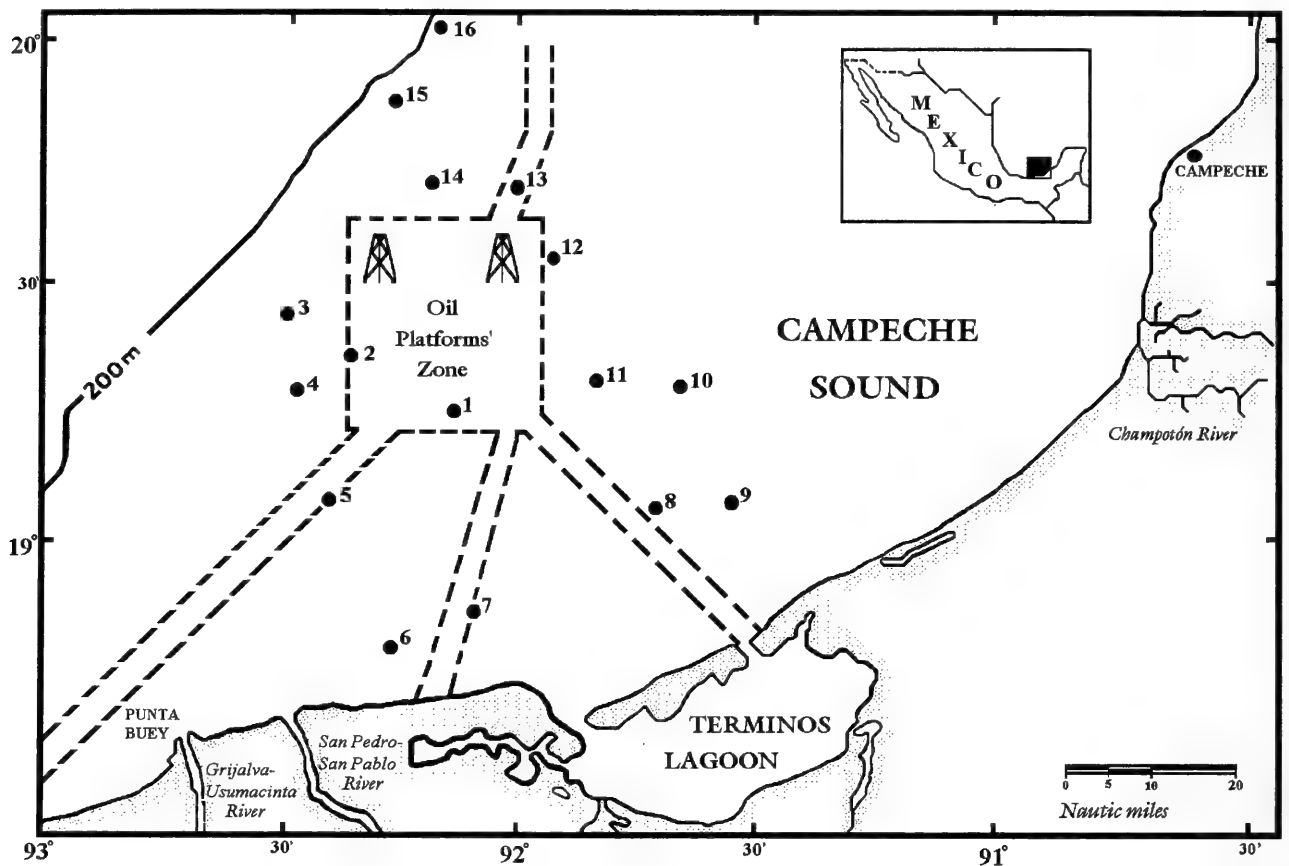 20°
16
15
14
13
12
30'
3
2
4
1
11
10
Oil
Platforms'
Zone
M
E
X
I
C
O
CAMPECHE
CAMPECHE
SOUND
200m
Champotón River
5
8
9
19°
7
6
PUNTA
BUEY
Grijalva-
Usumacinta
River
San Pedro-
San Pablo
River
TERMINOS
LAGOON
0 5 10 20
Nautic miles
93° 30' 92° 30' 91° 30'